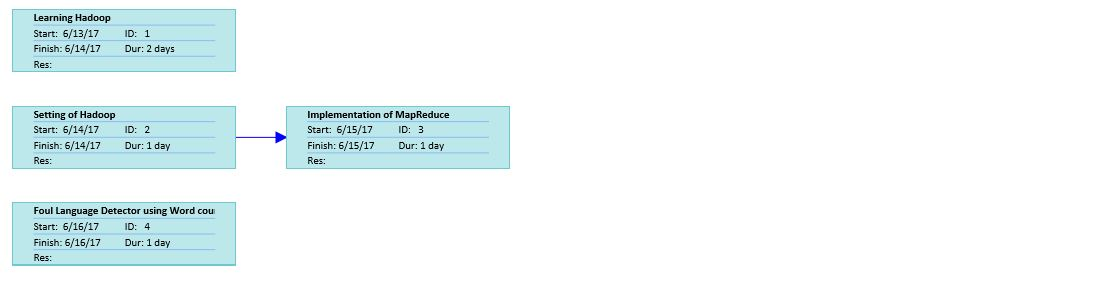 Learning Hadoop
Start: 6/13/17 ID: 1
Finish: 6/14/17 Dur: 2 days
Res:
Setting of Hadoop
Start: 6/14/17 ID: 2
Finish: 6/14/17 Dur: 1 day
Res:
Implementation of MapReduce
Start: 6/15/17 ID: 3
Finish: 6/15/17 Dur: 1 day
Res:
Foul Language Detector using Word cou
Start: 6/16/17 ID: 4
Finish: 6/16/17 Dur: 1 day
Res: